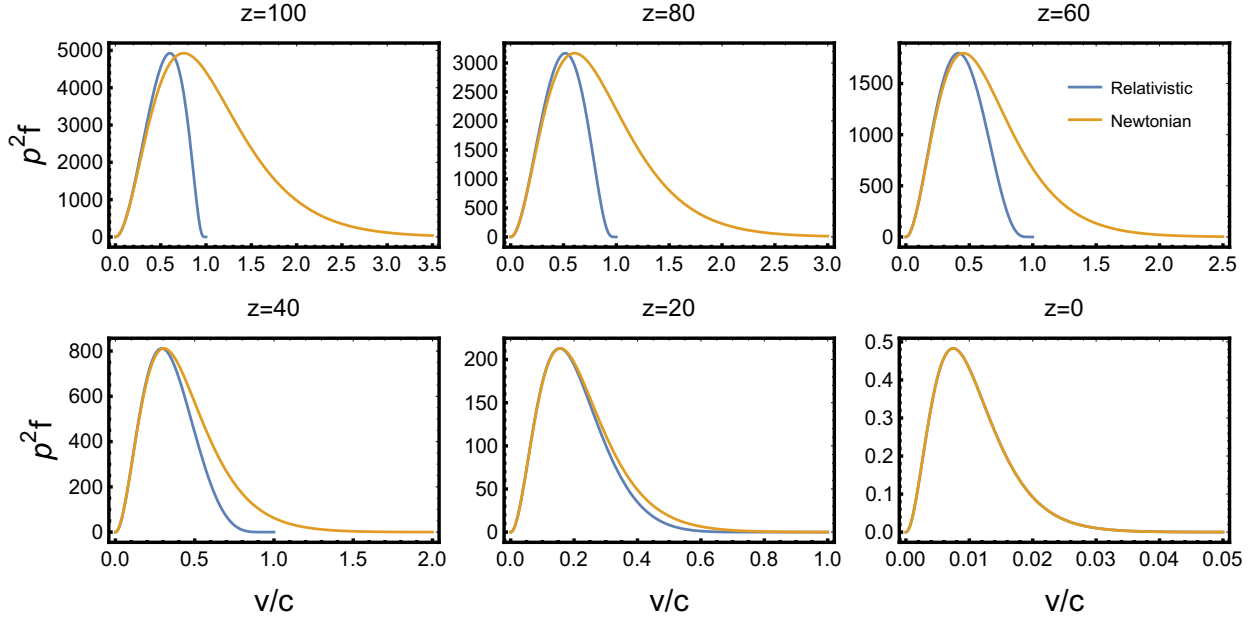 z=100 z=80 z=60
p²f
5000
4000
3000
2000
1000
0
0.0 0.5 1.0 1.5 2.0 2.5 3.0 3.5
3000
2500
2000
1500
1000
500
0
0.0 0.5 1.0 1.5 2.0 2.5 3.0
1500
1000
500
0
0.0 0.5 1.0 1.5 2.0 2.5
Relativistic
Newtonian
z=40 z=20 z=0
p²f
800
600
400
200
0
0.0 0.5 1.0 1.5 2.0
v/c
200
150
100
50
0
0.0 0.2 0.4 0.6 0.8 1.0
v/c
0.5
0.4
0.3
0.2
0.1
0.0
0.00 0.01 0.02 0.03 0.04 0.05
v/c